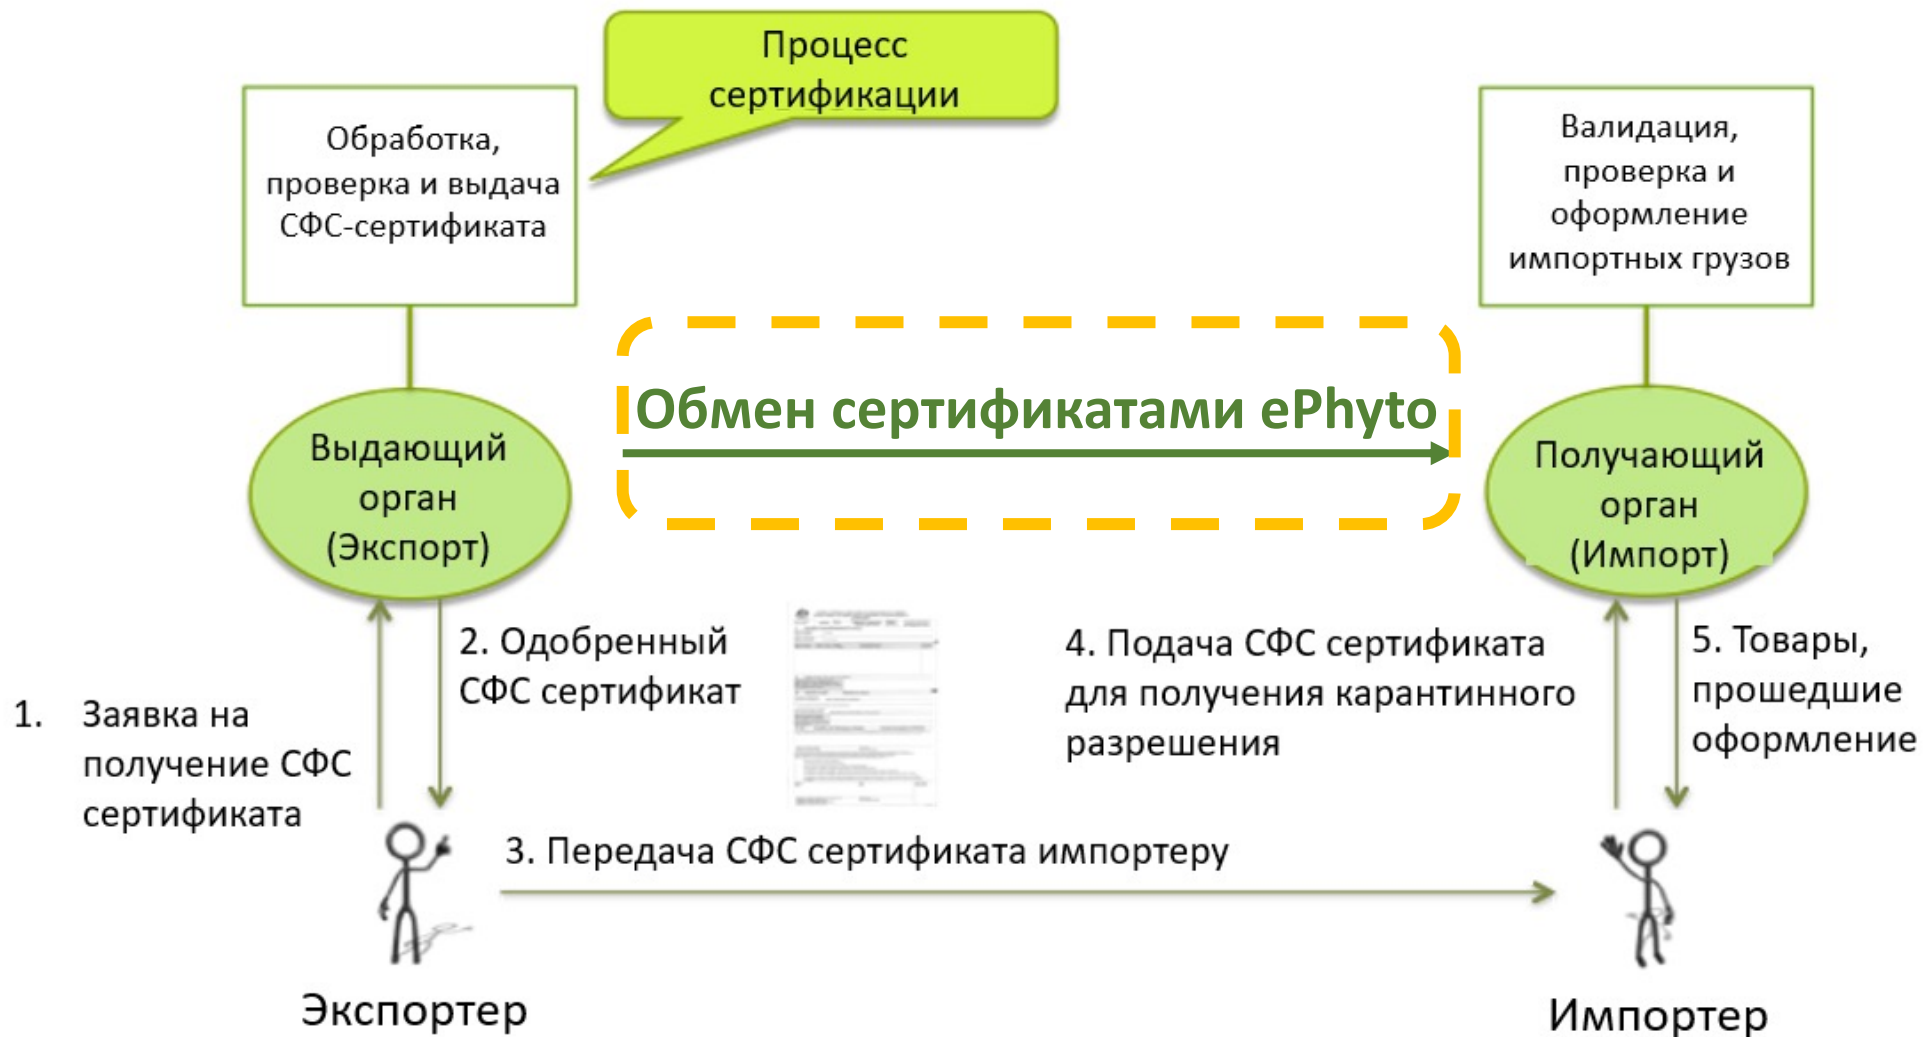 Процесс
сертификации
Обработка,
проверка и выдача
СФС-сертификата
Валидация,
проверка и
оформление
импортных грузов
Обмен сертификатами ePhyto
Выдающий
орган
(Экспорт)
Получающий
орган
(Импорт)
1. Заявка на
получение СФС
сертификата
2. Одобренный
СФС сертификат
4. Подача СФС сертификата
для получения карантинного
разрешения
5. Товары,
прошедшие
оформление
3. Передача СФС сертификата импортеру
Экспортер
Импортер